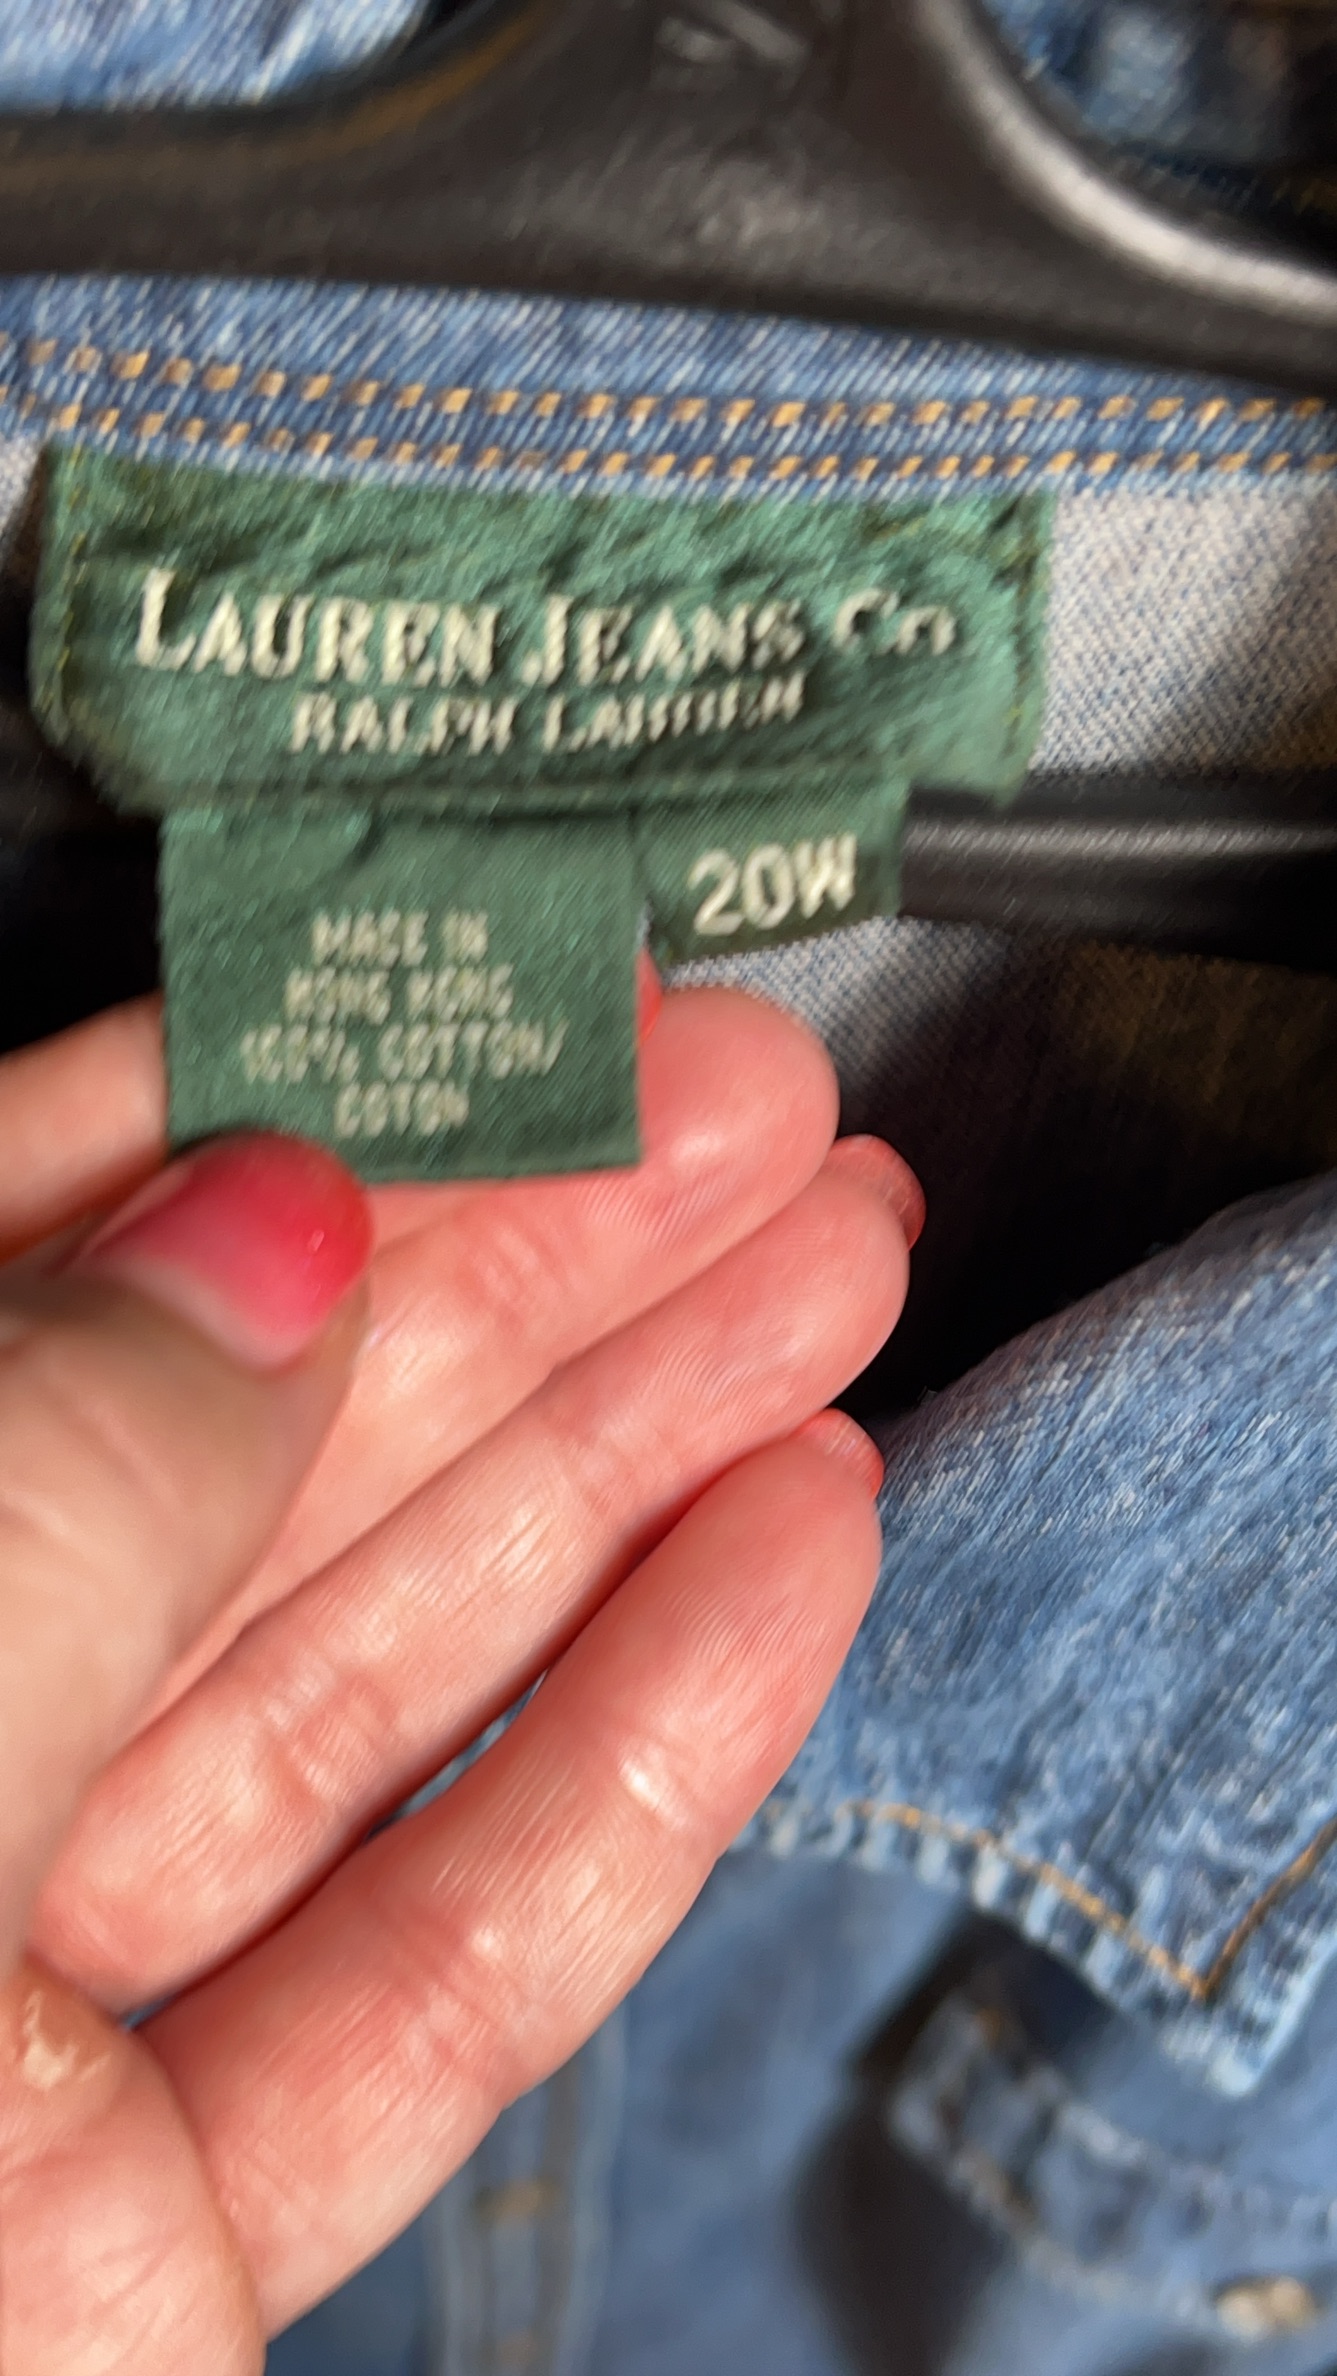 LAUREN JEANS CO.
RALPH LAUREN
20W
MADE IN
HONG KONG
100% COTTON/
COTON